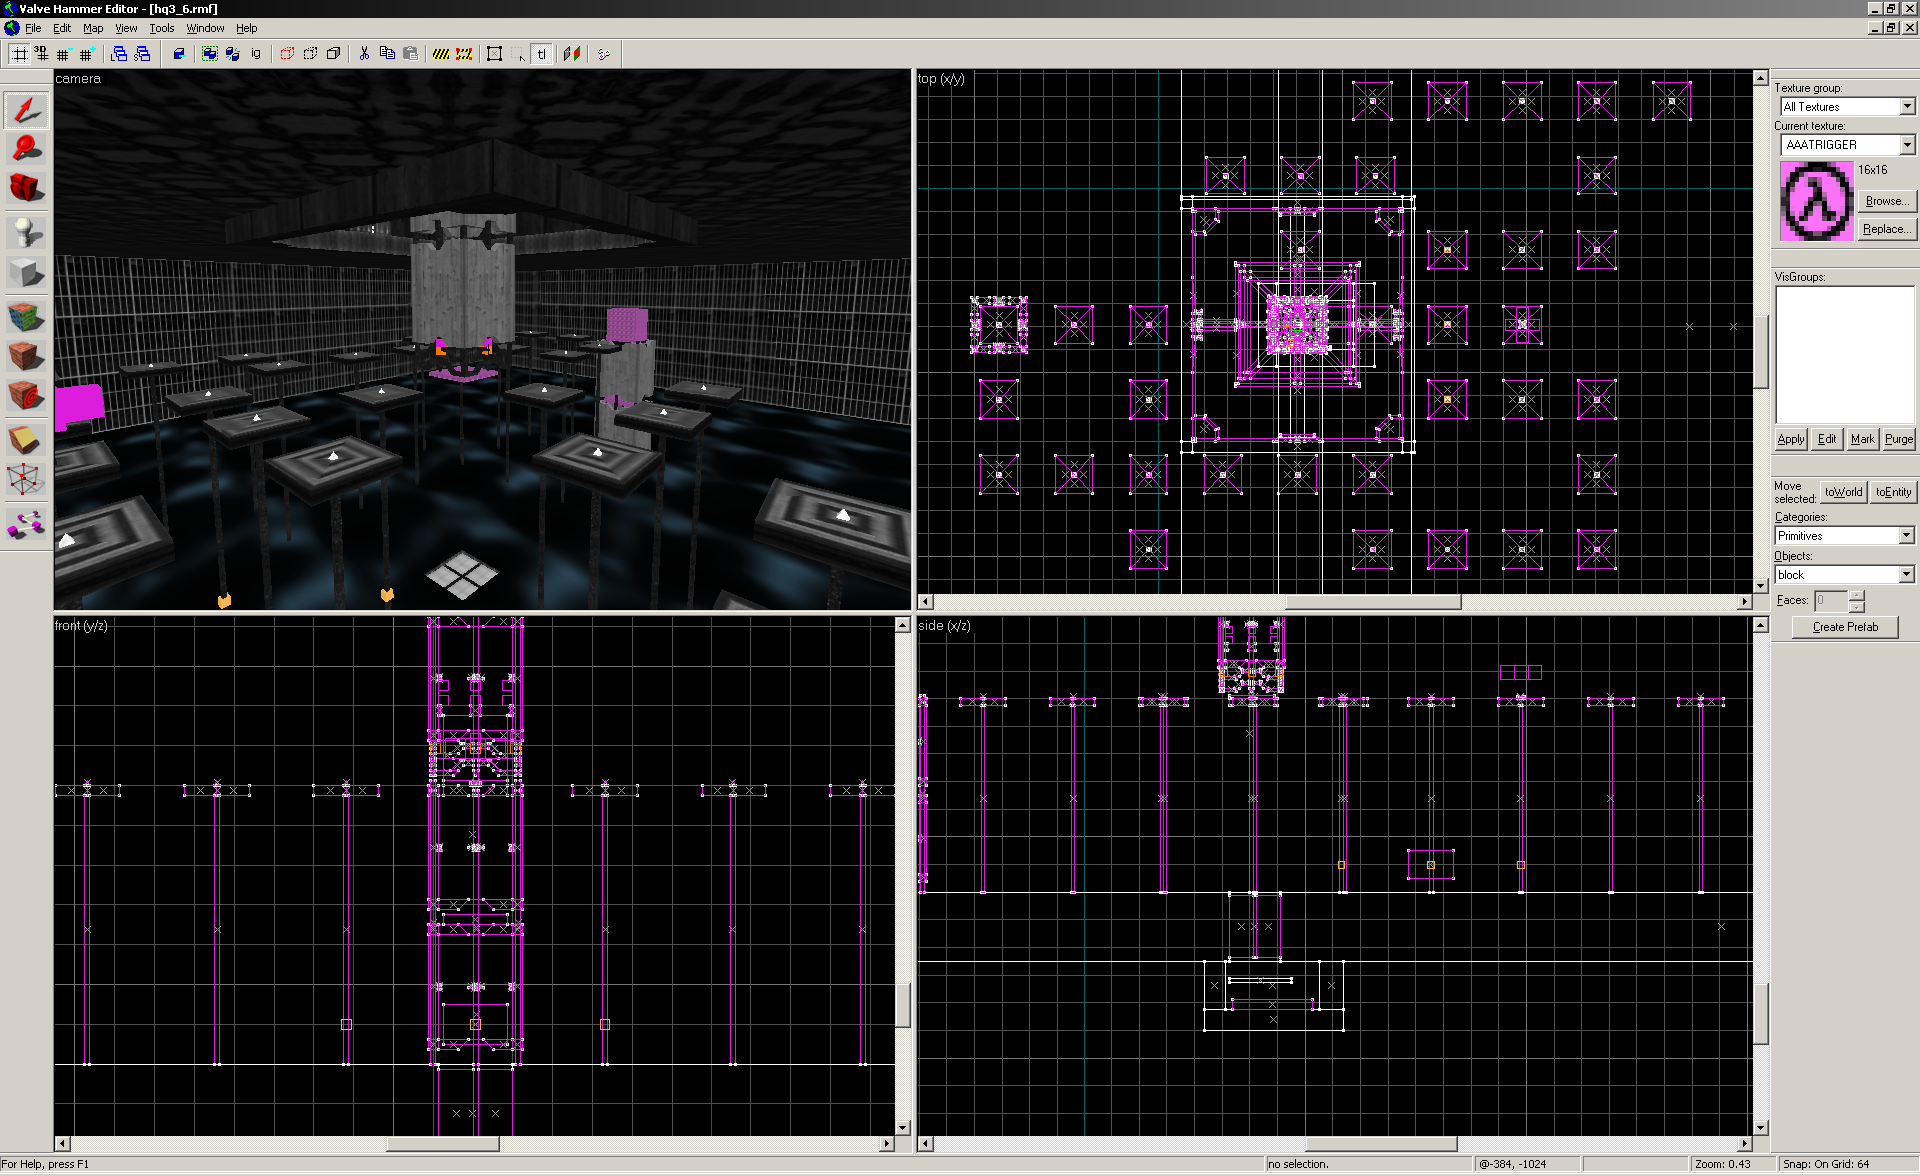 Valve Hammer Editor - [hq3_6.rmf]
File Edit Map View Tools Window Help
3D ig tl
camera
top (x/y)
front (y/z)
side (x/z)
Texture group:
All Textures
Current texture:
AAATRIGGER
16x16
Browse...
Replace...
VisGroups:
Apply Edit Mark Purge
Move
selected: toWorld toEntity
Categories:
Primitives
Objects:
block
Faces: 0
Create Prefab
For Help, press F1
no selection.
@-384, -1024
Zoom: 0.43
Snap: On Grid: 64